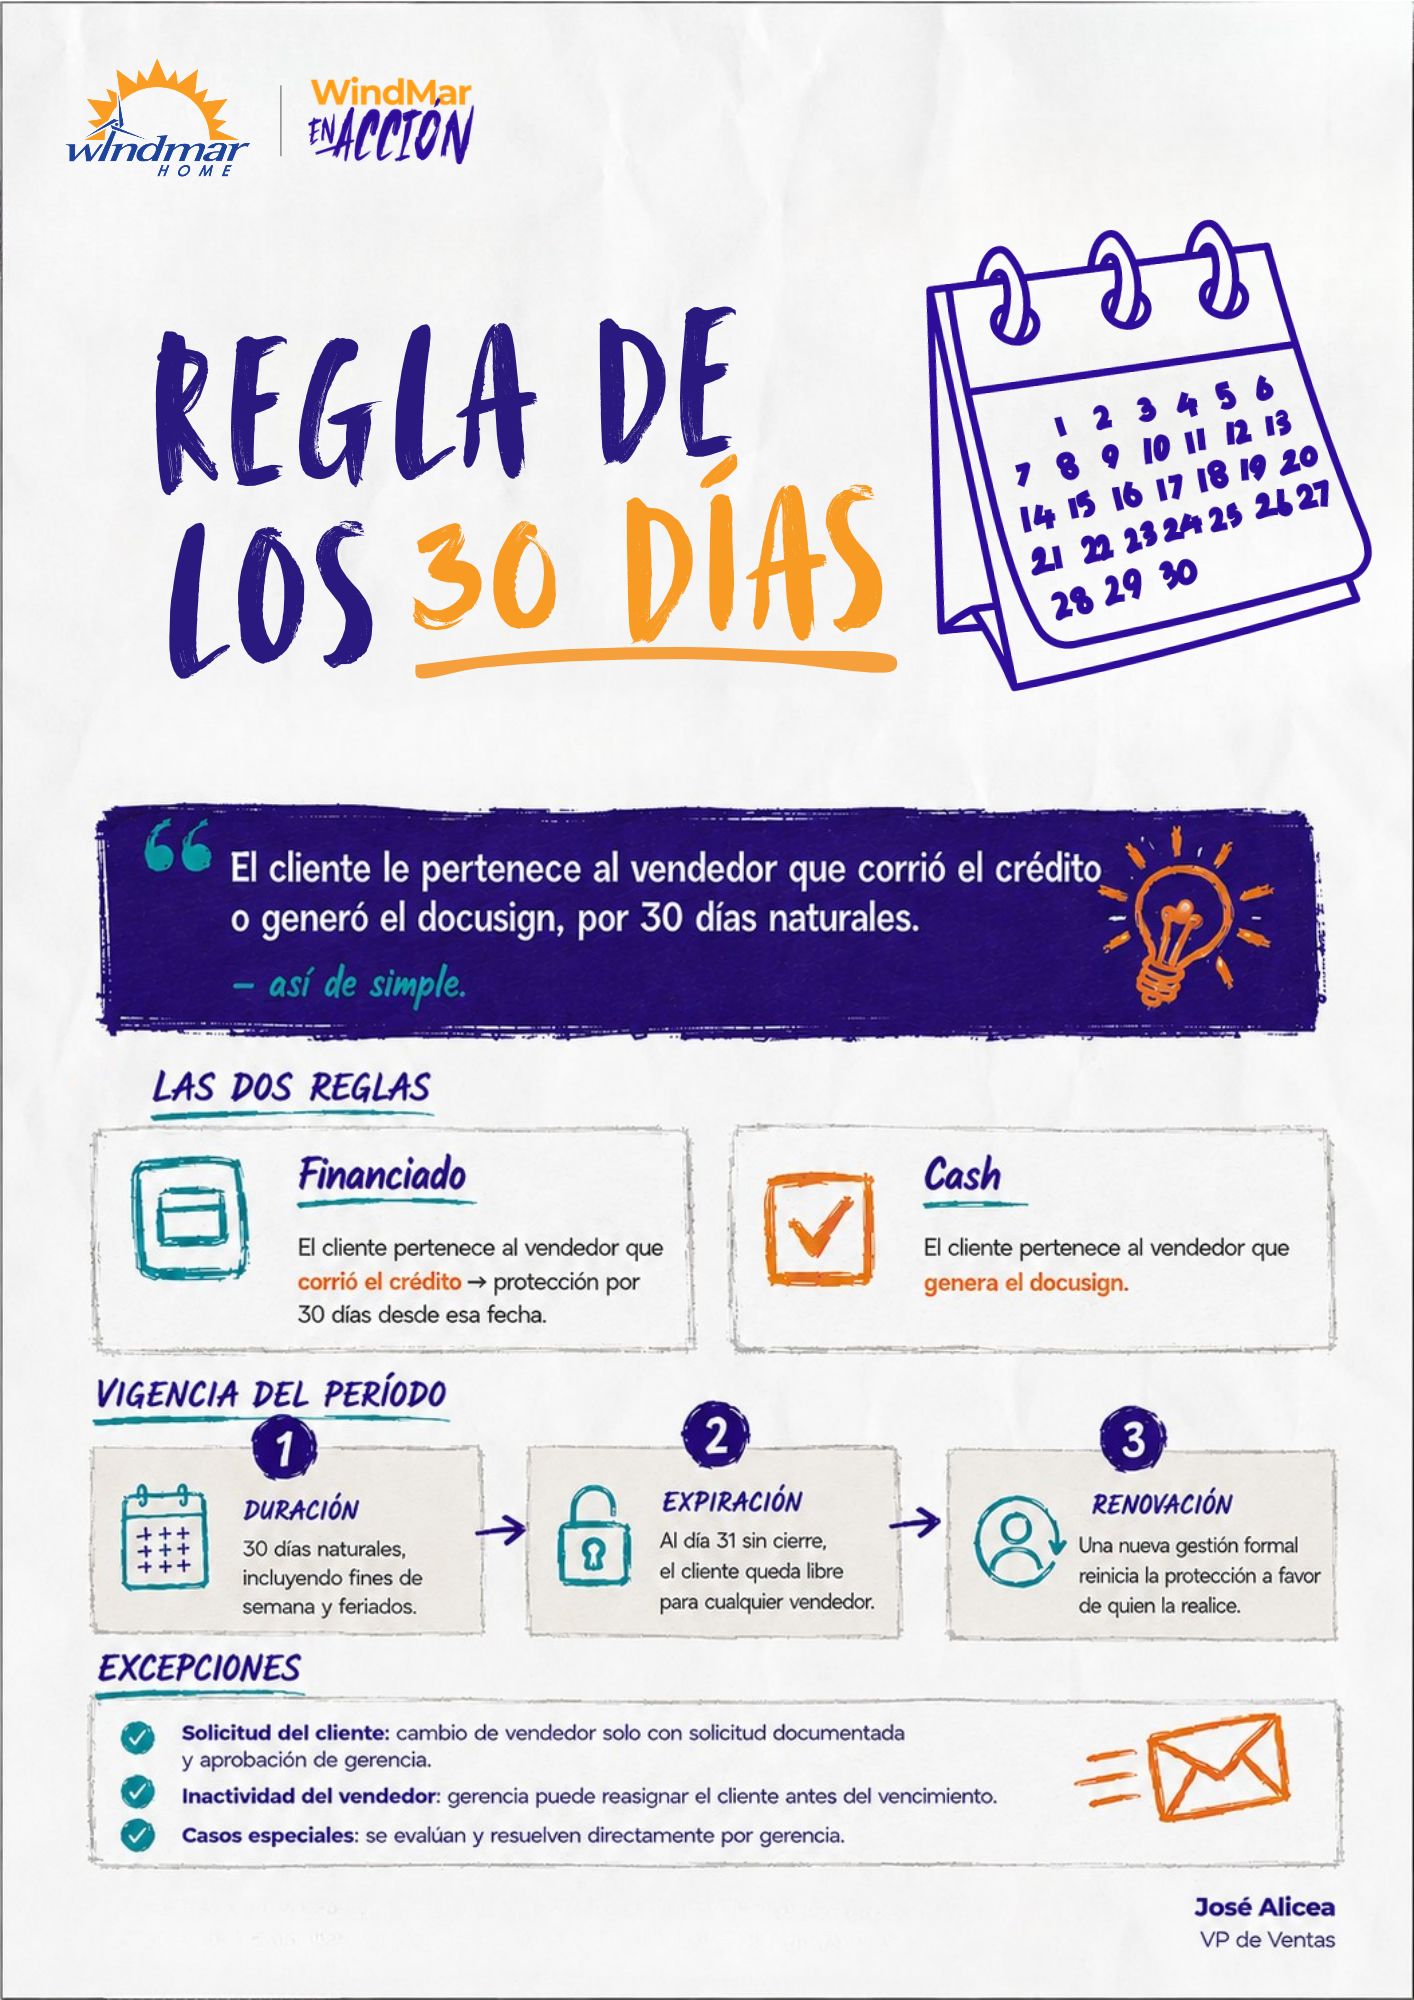 windmar
HOME
WindMar
EN ACCIÓN
REGLA DE
LOS 30 DÍAS
1 2 3 4 5 6
7 8 9 10 11 12 13
14 15 16 17 18 19 20
21 22 23 24 25 26 27
28 29 30
“ El cliente le pertenece al vendedor que corrió el crédito
o generó el docusign, por 30 días naturales.
– así de simple.
LAS DOS REGLAS
Financiado
El cliente pertenece al vendedor que
corrió el crédito → protección por
30 días desde esa fecha.
Cash
El cliente pertenece al vendedor que
genera el docusign.
VIGENCIA DEL PERÍODO
1
DURACIÓN
30 días naturales,
incluyendo fines de
semana y feriados.
2
EXPIRACIÓN
Al día 31 sin cierre,
el cliente queda libre
para cualquier vendedor.
3
RENOVACIÓN
Una nueva gestión formal
reinicia la protección a favor
de quien la realice.
EXCEPCIONES
Solicitud del cliente: cambio de vendedor solo con solicitud documentada
y aprobación de gerencia.
Inactividad del vendedor: gerencia puede reasignar el cliente antes del vencimiento.
Casos especiales: se evalúan y resuelven directamente por gerencia.
José Alicea
VP de Ventas